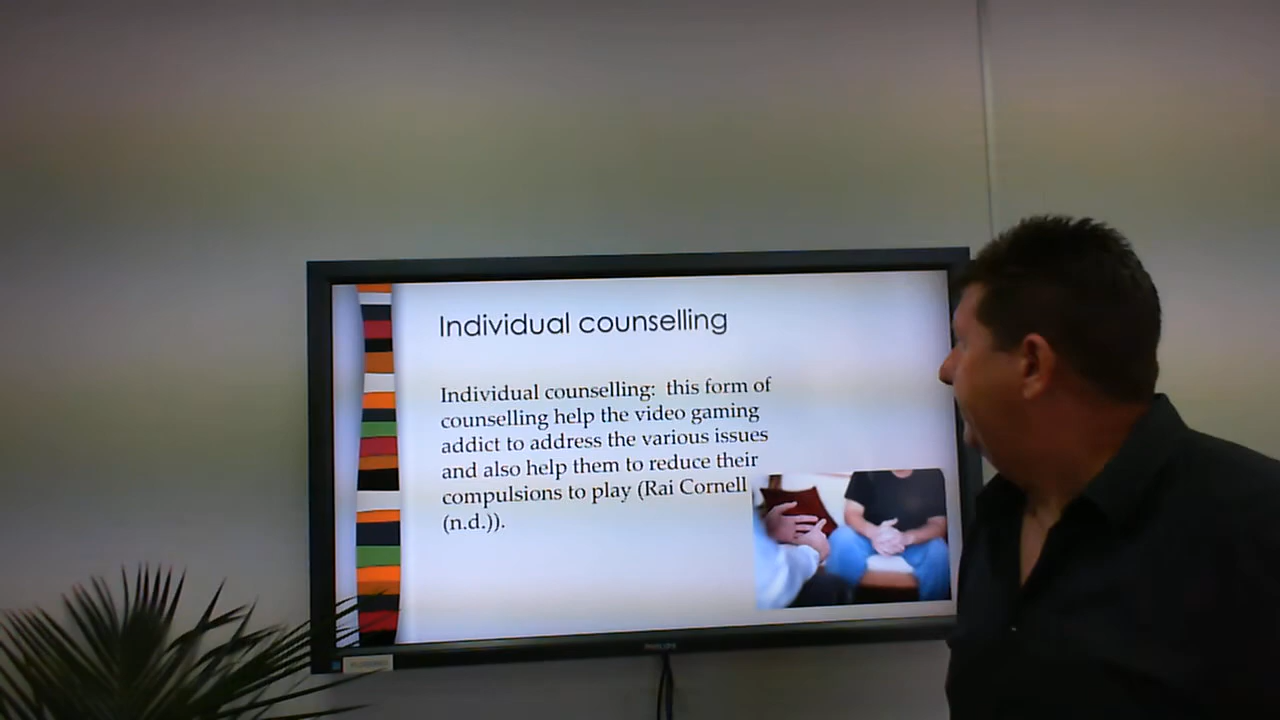 Individual counselling
Individual counselling: this form of
counselling help the video gaming
addict to address the various issues
and also help them to reduce their
compulsions to play (Rai Cornell
(n.d.)).
PHILIPS